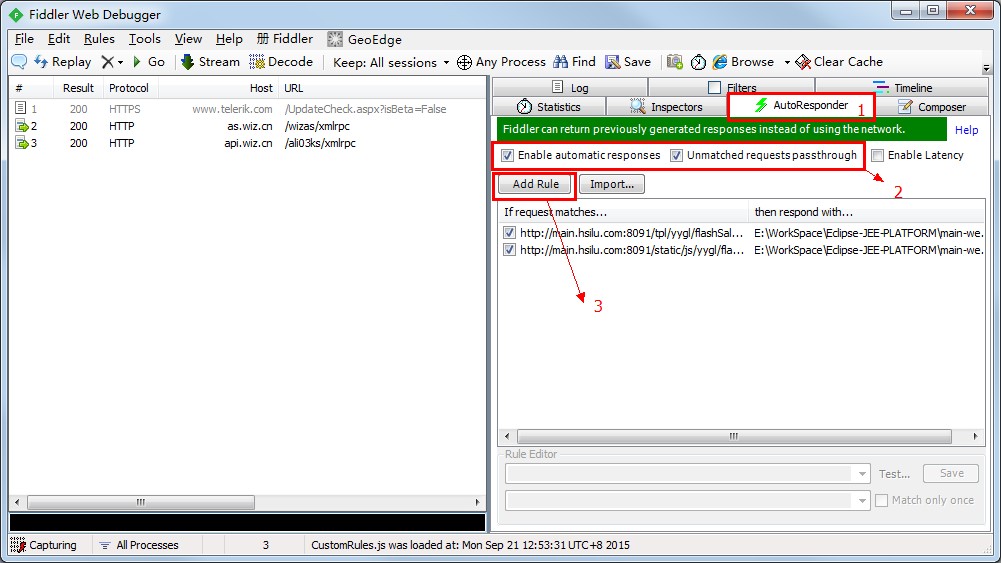 Fiddler Web Debugger
File Edit Rules Tools View Help 册 Fiddler GeoEdge
Replay Go Stream Decode Keep: All sessions Any Process Find Save Browse Clear Cache
# Result Protocol Host URL
1 200 HTTPS www.telerik.com /UpdateCheck.aspx?isBeta=False
2 200 HTTP as.wiz.cn /wizas/xmlrpc
3 200 HTTP api.wiz.cn /ali03ks/xmlrpc
Log Filters Timeline
Statistics Inspectors AutoResponder 1 Composer
Fiddler can return previously generated responses instead of using the network. Help
Enable automatic responses Unmatched requests passthrough Enable Latency
2
Add Rule Import...
If request matches... then respond with...
http://main.hsilu.com:8091/tpl/yygl/flashSal... E:\WorkSpace\Eclipse-JEE-PLATFORM\main-we.
http://main.hsilu.com:8091/static/js/yygl/fla... E:\WorkSpace\Eclipse-JEE-PLATFORM\main-we.
3
Rule Editor
Test... Save
Match only once
Capturing All Processes 3 CustomRules.js was loaded at: Mon Sep 21 12:53:31 UTC+8 2015